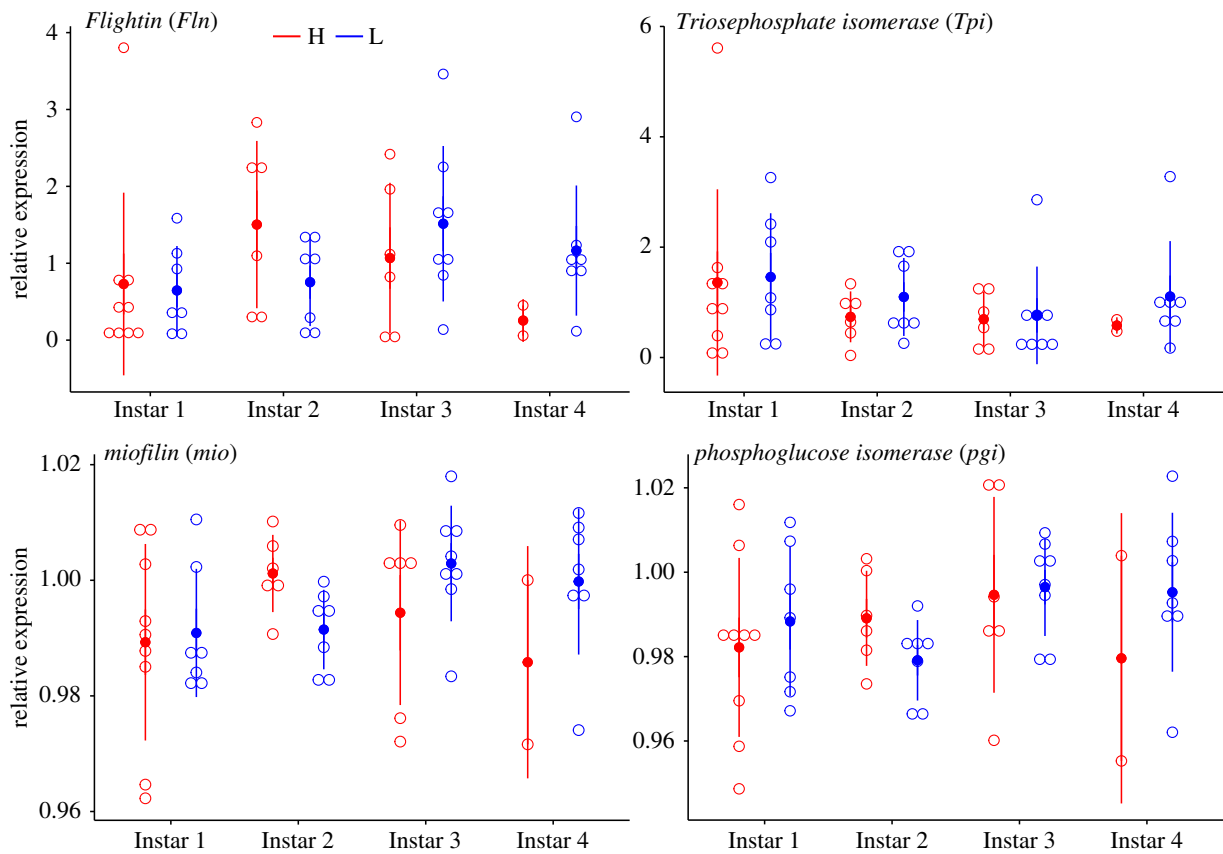 Flightin (Fln)
H L
relative expression
4
3
2
1
0
Instar 1 Instar 2 Instar 3 Instar 4
Triosephosphate isomerase (Tpi)
6
4
2
0
Instar 1 Instar 2 Instar 3 Instar 4
miofilin (mio)
relative expression
1.02
1.00
0.98
0.96
Instar 1 Instar 2 Instar 3 Instar 4
phosphoglucose isomerase (pgi)
1.02
1.00
0.98
0.96
Instar 1 Instar 2 Instar 3 Instar 4